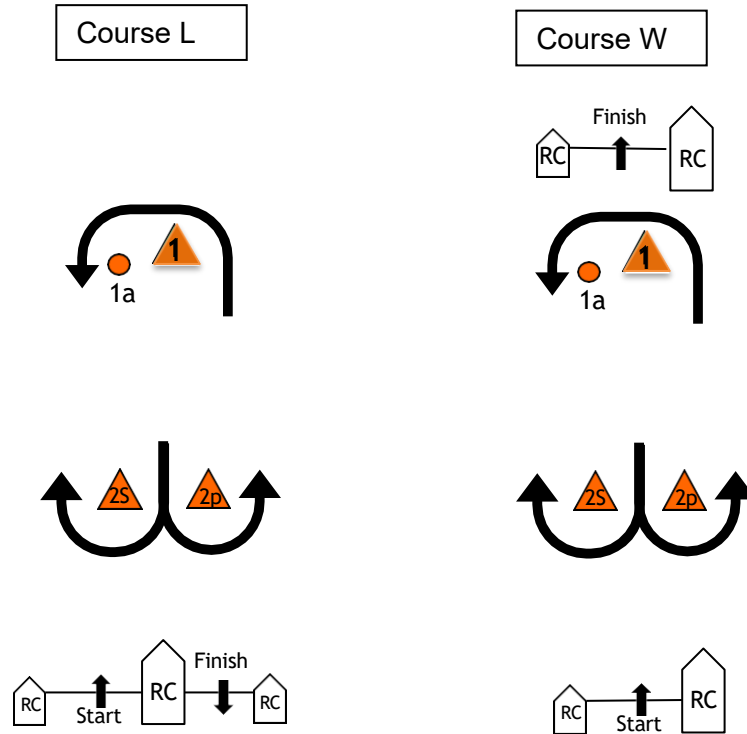 Course L
Course W
Finish
RC
RC
1
1a
1
1a
2S
2p
2S
2p
RC
Start
RC
Finish
RC
RC
Start
RC